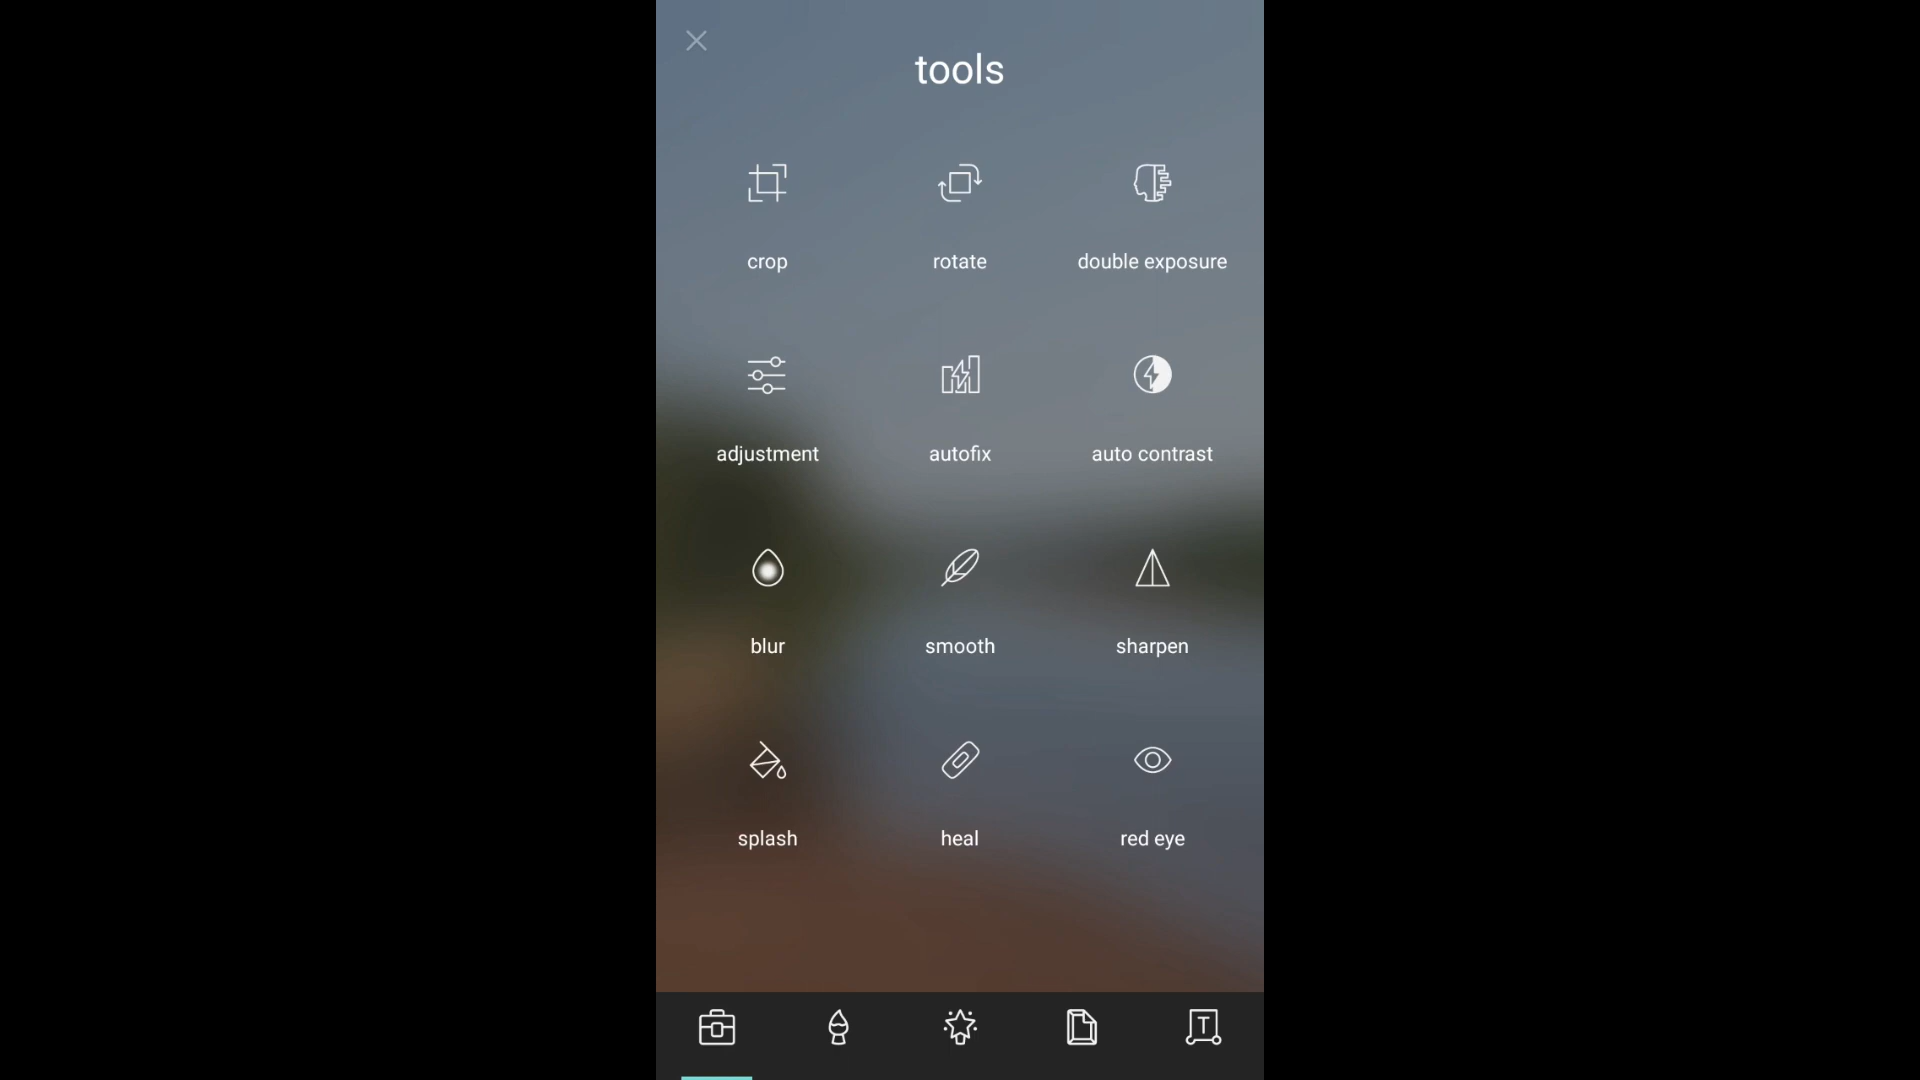 tools
crop
rotate
double exposure
adjustment
autofix
auto contrast
blur
smooth
sharpen
splash
heal
red eye
T